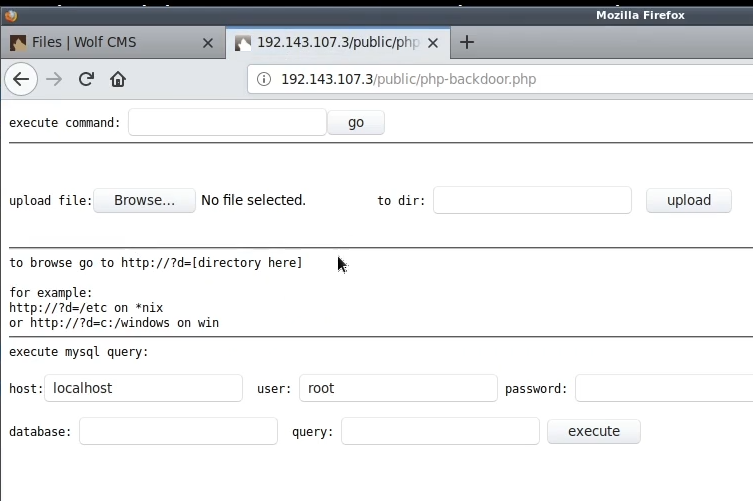 Mozilla Firefox
Files | Wolf CMS
192.143.107.3/public/php
192.143.107.3/public/php-backdoor.php
execute command: go
upload file: Browse... No file selected. to dir: upload
to browse go to http://?d=[directory here]
for example:
http://?d=/etc on *nix
or http://?d=c:/windows on win
execute mysql query:
host: localhost user: root password:
database: query: execute